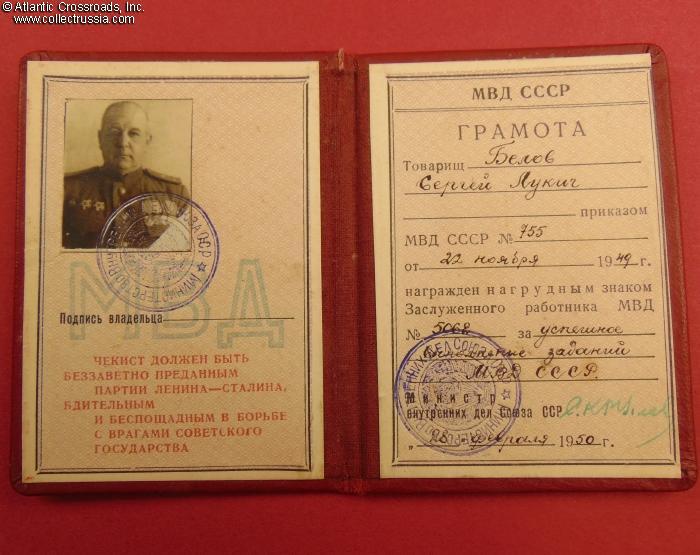 © Atlantic Crossroads, Inc.
www.collectrussia.com
МВД
Подпись владельца
ЧЕКИСТ ДОЛЖЕН БЫТЬ
БЕЗЗАВЕТНО ПРЕДАННЫМ
ПАРТИИ ЛЕНИНА—СТАЛИНА,
БДИТЕЛЬНЫМ
И БЕСПОЩАДНЫМ В БОРЬБЕ
С ВРАГАМИ СОВЕТСКОГО
ГОСУДАРСТВА
МВД СССР
ГРАМОТА
Товарищ Белов
Сергей Лукич
приказом
МВД СССР № 755
от 22 ноября 1949 г.
награжден нагрудным знаком
Заслуженного работника МВД
№ 5068 за успешное
выполнение заданий
МВД СССР.
Министр
внутренних дел Союза ССР
февраля 1950 г.